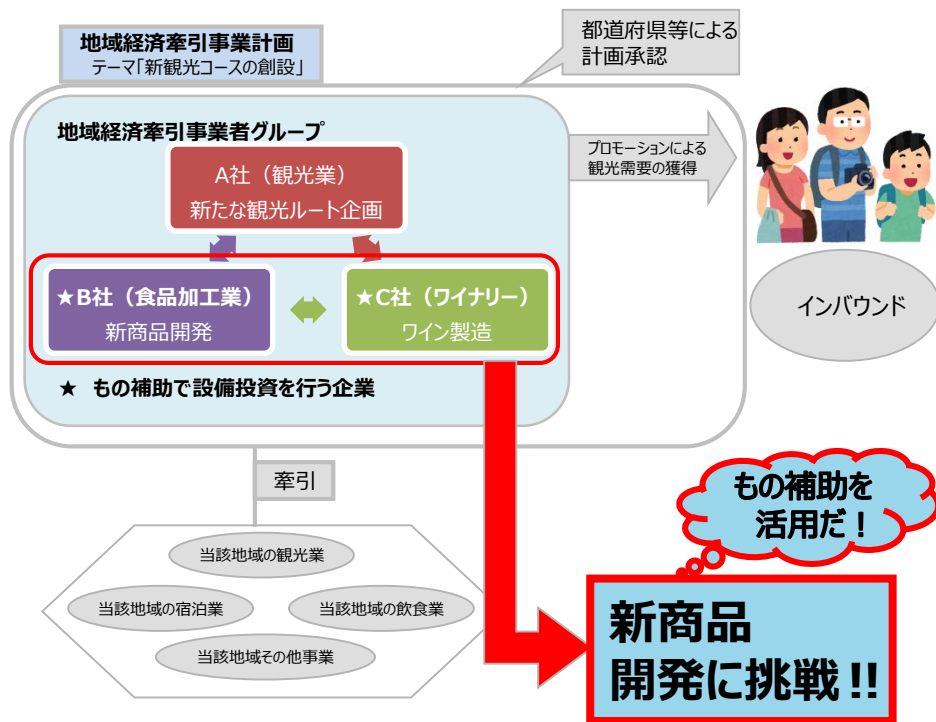 地域経済牽引事業計画
テーマ「新観光コースの創設」
都道府県等による
計画承認
地域経済牽引事業者グループ
A社（観光業）
新たな観光ルート企画
プロモーションによる
観光需要の獲得
★B社（食品加工業）
新商品開発
★C社（ワイナリー）
ワイン製造
インバウンド
★ もの補助で設備投資を行う企業
牽引
もの補助を
活用だ！
当該地域の観光業
当該地域の宿泊業
当該地域の飲食業
当該地域その他事業
新商品
開発に挑戦!!